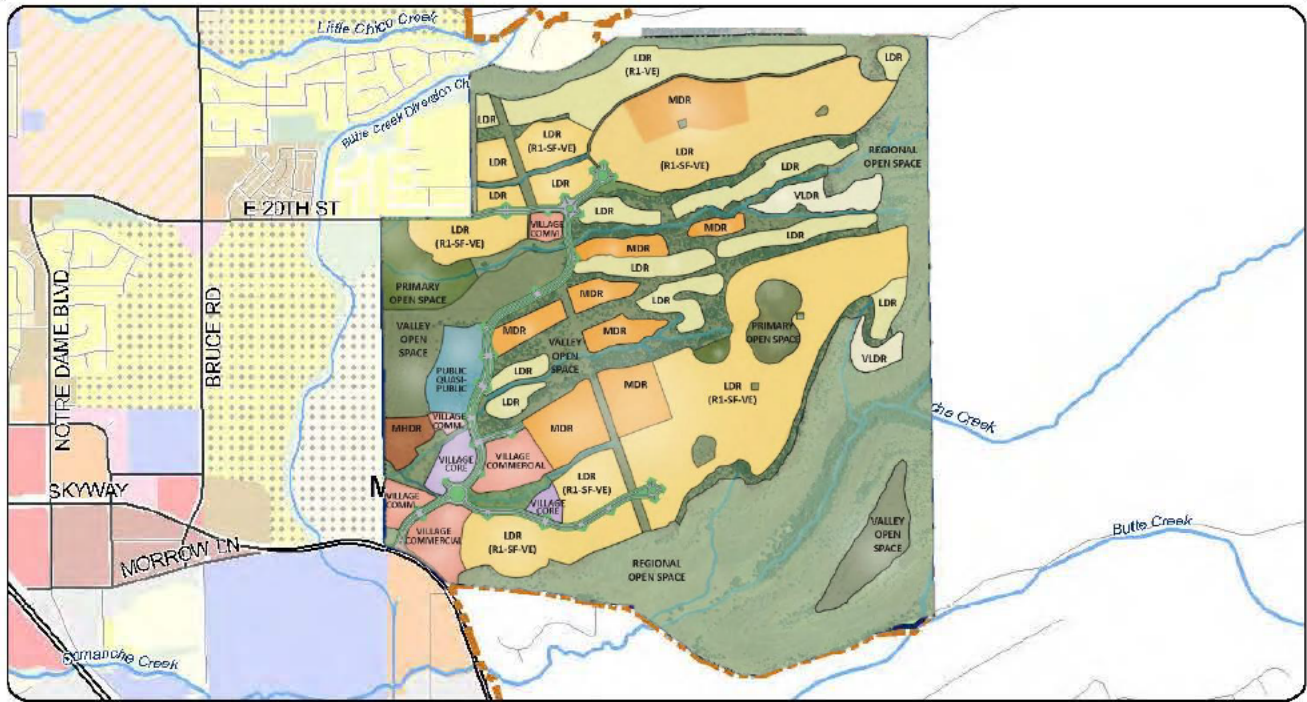 Little Chico Creek
Butte Creek Diversion Ch
E 20TH ST
NOTRE DAME BLVD
BRUCE RD
SKYWAY
MORROW LN
Comanche Creek
M
LDR
(R1-VE)
LDR
MDR
LDR
LDR
(R1-SF-VE)
LDR
(R1-SF-VE)
REGIONAL
OPEN SPACE
LDR
LDR
LDR
VLDR
LDR
LDR
VILLAGE
COMM.
MDR
LDR
LDR
(R1-SF-VE)
MDR
LDR
PRIMARY
OPEN SPACE
MDR
LDR
LDR
VALLEY
OPEN
SPACE
MDR
MDR
PRIMARY
OPEN SPACE
VALLEY
OPEN
SPACE
VLDR
PUBLIC
QUASI-
PUBLIC
LDR
MDR
LDR
(R1-SF-VE)
LDR
VILLAGE
COMM.
MHDR
MDR
che Creek
VILLAGE
CORE
VILLAGE
COMMERCIAL
LDR
(R1-SF-VE)
VILLAGE
COMM.
VILLAGE
CORE
VILLAGE
COMMERCIAL
LDR
(R1-SF-VE)
VALLEY
OPEN
SPACE
REGIONAL
OPEN SPACE
Butte Creek